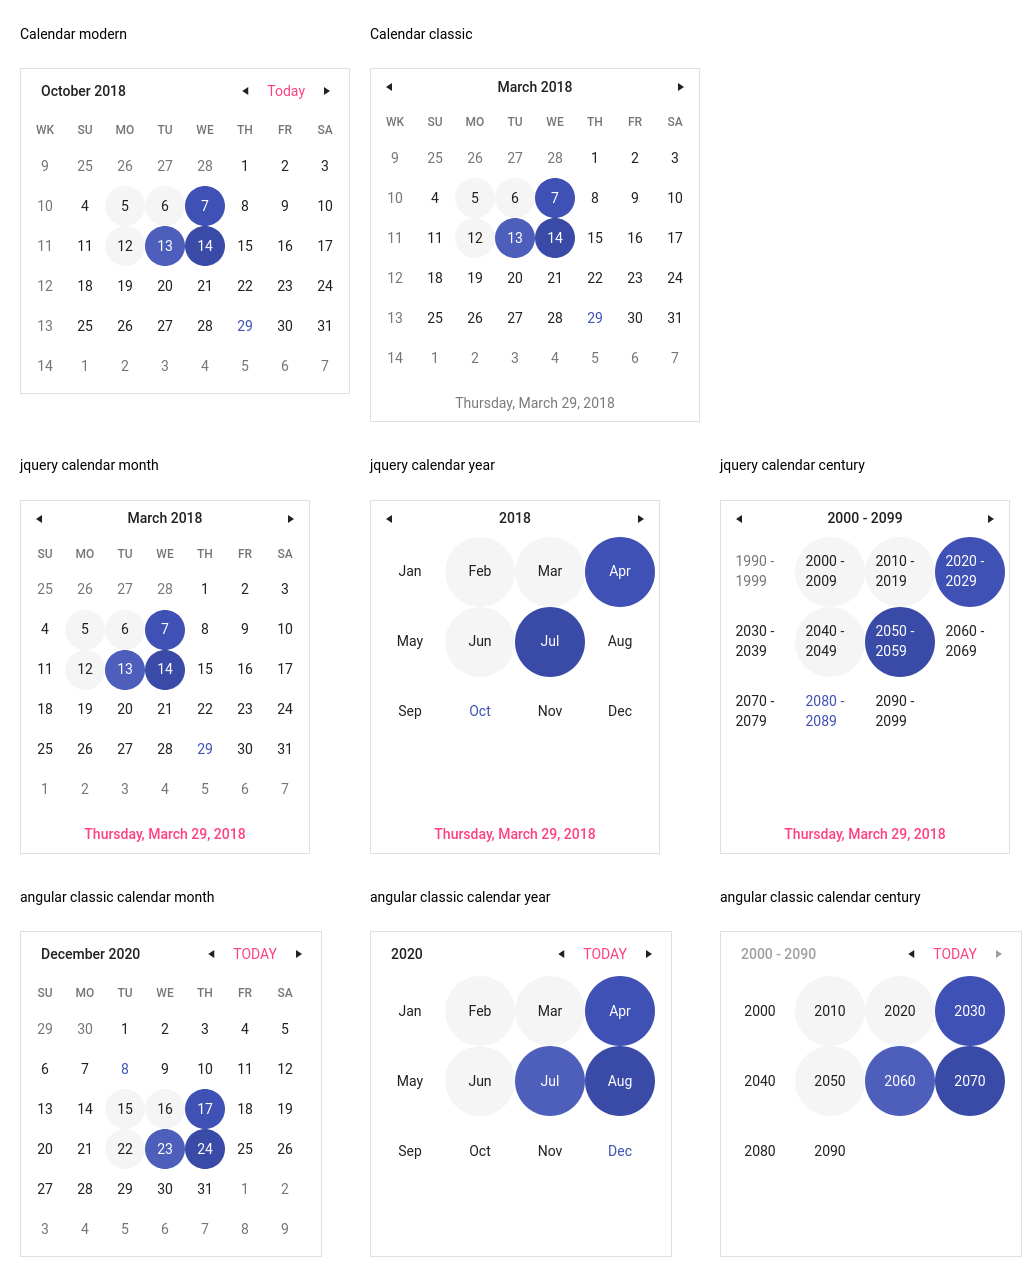 Calendar modern
October 2018 Today
WK SU MO TU WE TH FR SA
9 25 26 27 28 1 2 3
10 4 5 6 7 8 9 10
11 11 12 13 14 15 16 17
12 18 19 20 21 22 23 24
13 25 26 27 28 29 30 31
14 1 2 3 4 5 6 7
Calendar classic
March 2018
WK SU MO TU WE TH FR SA
9 25 26 27 28 1 2 3
10 4 5 6 7 8 9 10
11 11 12 13 14 15 16 17
12 18 19 20 21 22 23 24
13 25 26 27 28 29 30 31
14 1 2 3 4 5 6 7
Thursday, March 29, 2018
jquery calendar month
March 2018
SU MO TU WE TH FR SA
25 26 27 28 1 2 3
4 5 6 7 8 9 10
11 12 13 14 15 16 17
18 19 20 21 22 23 24
25 26 27 28 29 30 31
1 2 3 4 5 6 7
Thursday, March 29, 2018
jquery calendar year
2018
Jan Feb Mar Apr
May Jun Jul Aug
Sep Oct Nov Dec
Thursday, March 29, 2018
jquery calendar century
2000 - 2099
1990 - 2000 - 2010 - 2020 -
1999 2009 2019 2029
2030 - 2040 - 2050 - 2060 -
2039 2049 2059 2069
2070 - 2080 - 2090 -
2079 2089 2099
Thursday, March 29, 2018
angular classic calendar month
December 2020 TODAY
SU MO TU WE TH FR SA
29 30 1 2 3 4 5
6 7 8 9 10 11 12
13 14 15 16 17 18 19
20 21 22 23 24 25 26
27 28 29 30 31 1 2
3 4 5 6 7 8 9
angular classic calendar year
2020 TODAY
Jan Feb Mar Apr
May Jun Jul Aug
Sep Oct Nov Dec
angular classic calendar century
2000 - 2090 TODAY
2000 2010 2020 2030
2040 2050 2060 2070
2080 2090